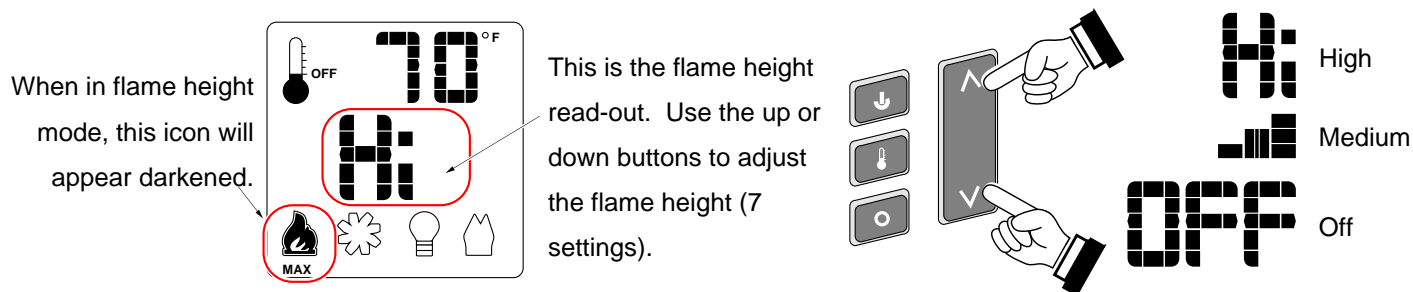 When in flame height
mode, this icon will
appear darkened.
70 °F
OFF
Hi
MAX
This is the flame height
read-out. Use the up or
down buttons to adjust
the flame height (7
settings).
Hi High
Medium
OFF Off